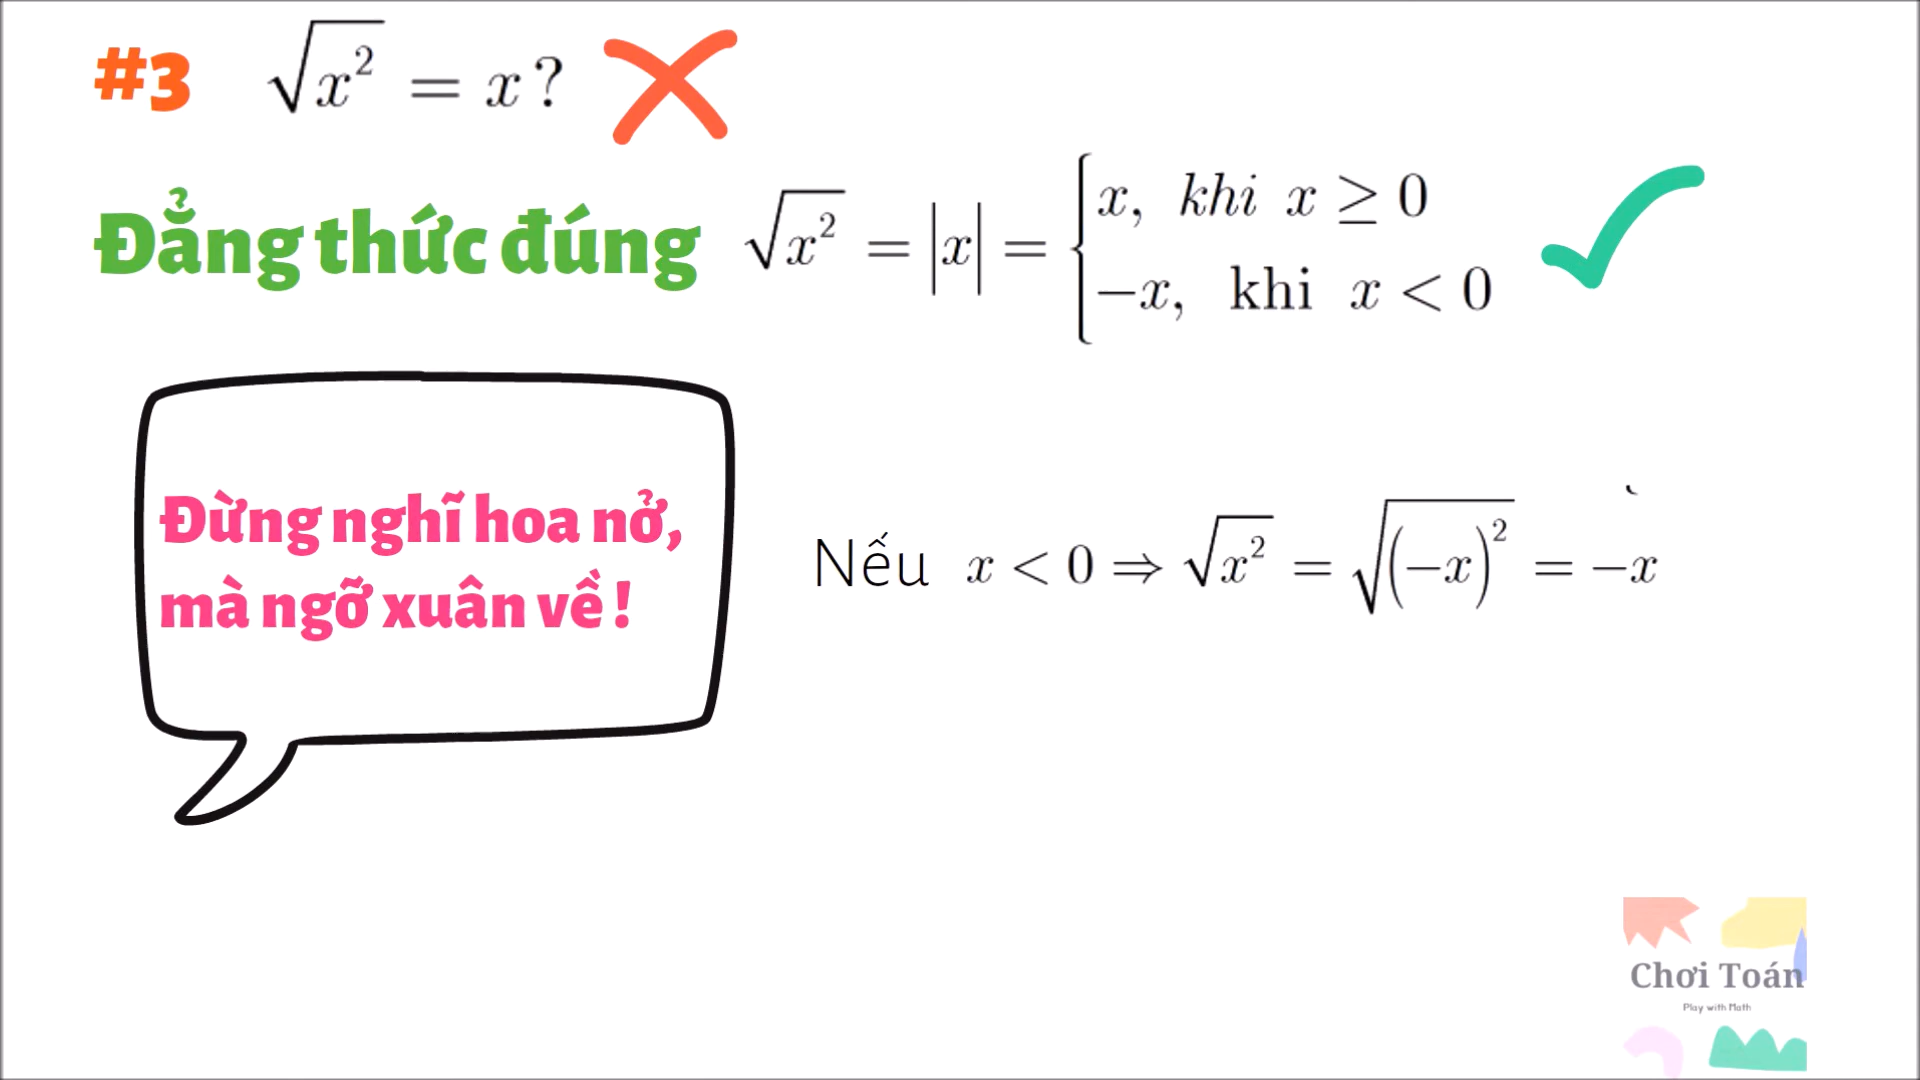 #3 √x² = x ?
Đẳng thức đúng √x² = |x| = { x, khi x ≥ 0
−x, khi x < 0
Đừng nghĩ hoa nở,
mà ngỡ xuân về !
Nếu x < 0 ⇒ √x² = √(−x)² = −x
Chơi Toán
Play with Math